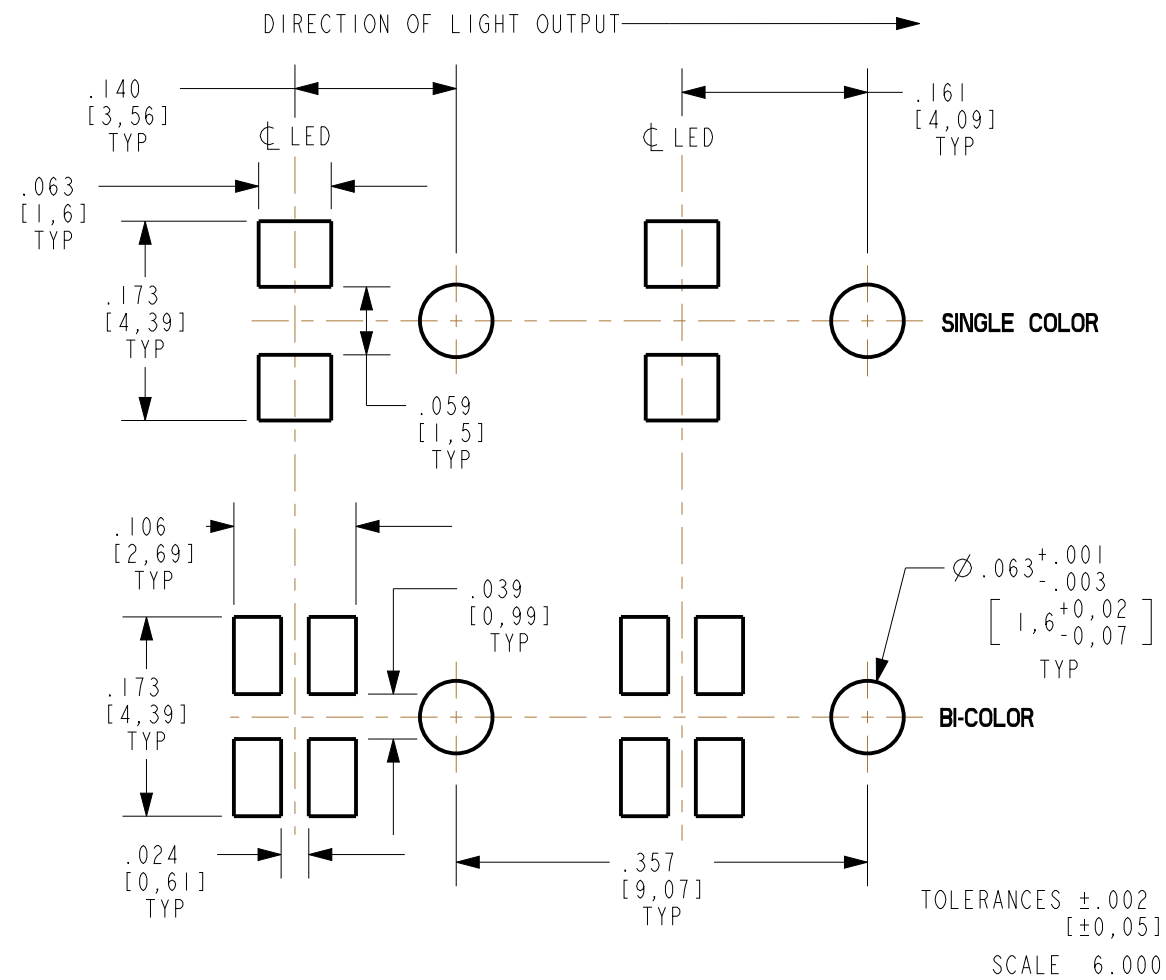 DIRECTION OF LIGHT OUTPUT
.140
[3,56]
TYP
℄ LED
℄ LED
.161
[4,09]
TYP
.063
[1,6]
TYP
.173
[4,39]
TYP
SINGLE COLOR
.059
[1,5]
TYP
.106
[2,69]
TYP
.039
[0,99]
TYP
Ø.063 +.001
-.003
[1,6 +0,02
-0,07]
TYP
.173
[4,39]
TYP
BI-COLOR
.024
[0,61]
TYP
.357
[9,07]
TYP
TOLERANCES ±.002
[±0,05]
SCALE 6.000